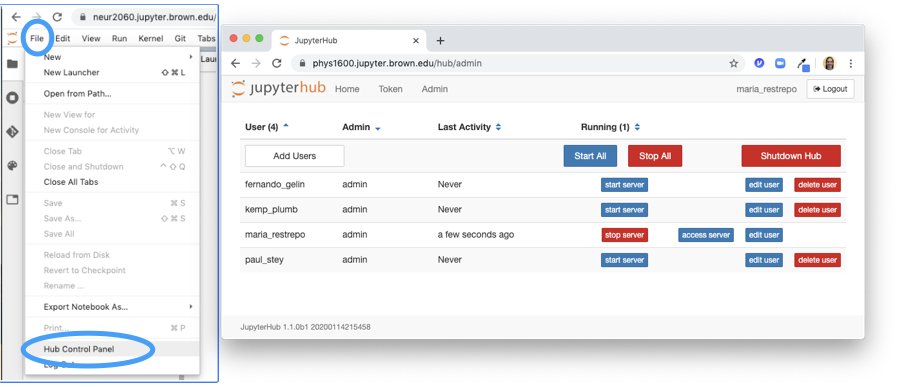 neur2060.jupyter.brown.edu/
File Edit View Run Kernel Git Tabs
New
New Launcher ⇧ ⌘ L
Open from Path...
New View for
New Console for Activity
Close Tab ⌥ W
Close and Shutdown ^ ⇧ Q
Close All Tabs
Save ⌘ S
Save As... ⇧ ⌘ S
Save All
Reload from Disk
Revert to Checkpoint
Rename ...
Export Notebook As...
Print... ⌘ P
Hub Control Panel
Lau
JupyterHub
phys1600.jupyter.brown.edu/hub/admin
jupyterhub Home Token Admin maria_restrepo Logout
User (4) Admin Last Activity Running (1)
Add Users Start All Stop All Shutdown Hub
fernando_gelin admin Never start server edit user delete user
kemp_plumb admin Never start server edit user delete user
maria_restrepo admin a few seconds ago stop server access server edit user
paul_stey admin Never start server edit user delete user
JupyterHub 1.1.0b1 20200114215458